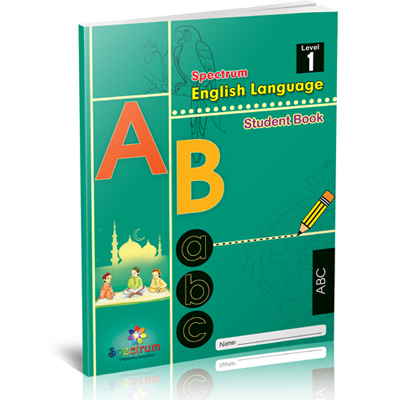 Level
1
Spectrum
English Language
Student Book
A
B
a
b
c
ABC
Name:
Spectrum